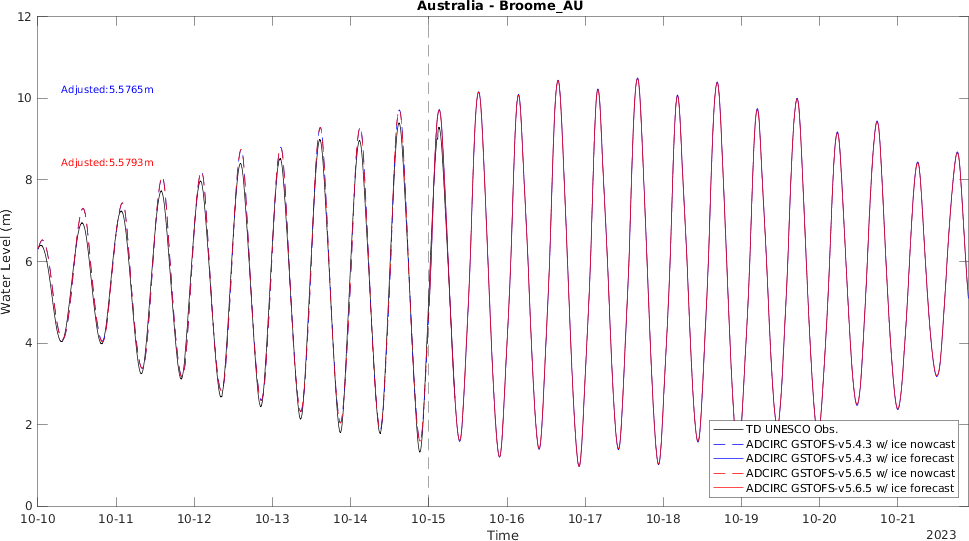 Australia - Broome_AU
12
10
8
6
4
2
0
Water Level (m)
Adjusted:5.5765m
Adjusted:5.5793m
TD UNESCO Obs.
ADCIRC GSTOFS-v5.4.3 w/ ice nowcast
ADCIRC GSTOFS-v5.4.3 w/ ice forecast
ADCIRC GSTOFS-v5.6.5 w/ ice nowcast
ADCIRC GSTOFS-v5.6.5 w/ ice forecast
10-10 10-11 10-12 10-13 10-14 10-15 10-16 10-17 10-18 10-19 10-20 10-21
Time
2023